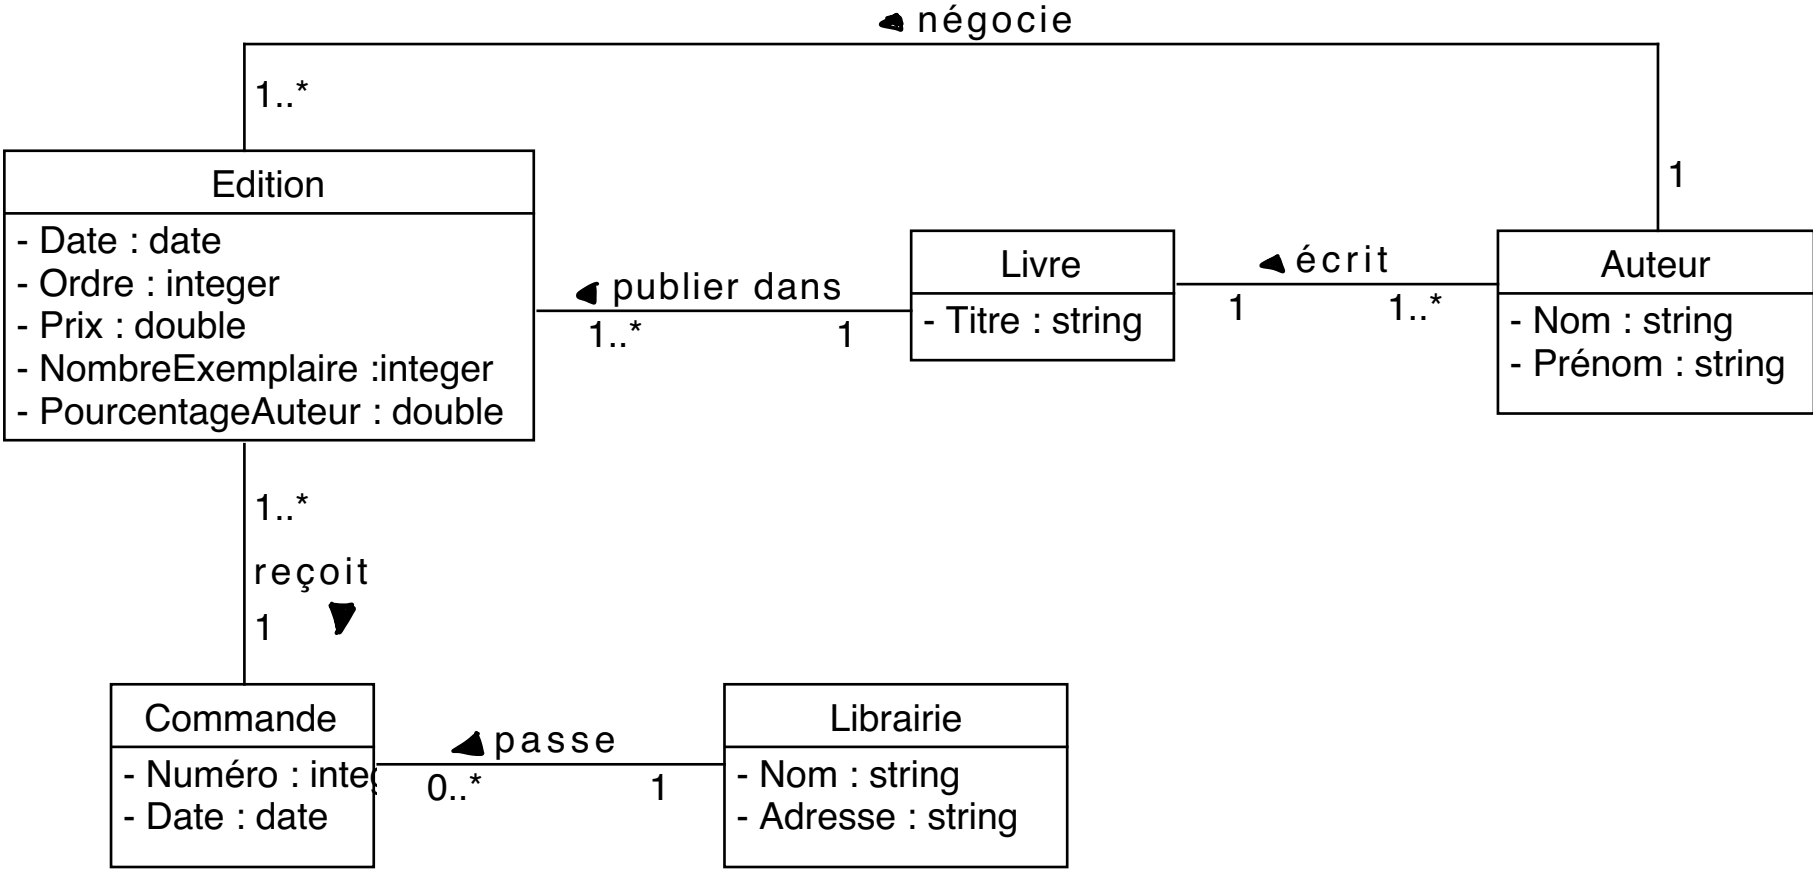 négocie
1..*
1
Edition
- Date : date
- Ordre : integer
- Prix : double
- NombreExemplaire :integer
- PourcentageAuteur : double
publier dans
1..*
1
Livre
- Titre : string
écrit
1
1..*
Auteur
- Nom : string
- Prénom : string
1..*
reçoit
1
Commande
- Numéro : integ
- Date : date
passe
0..*
1
Librairie
- Nom : string
- Adresse : string